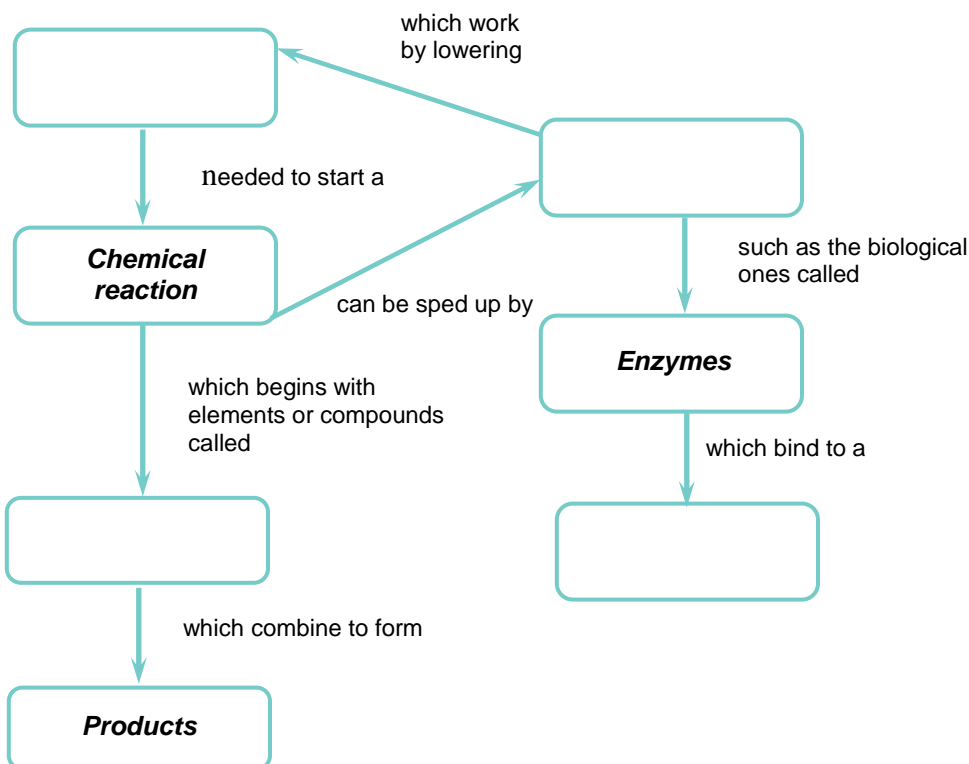 which work
by lowering
needed to start a
Chemical
reaction
such as the biological
ones called
can be sped up by
Enzymes
which begins with
elements or compounds
called
which bind to a
which combine to form
Products